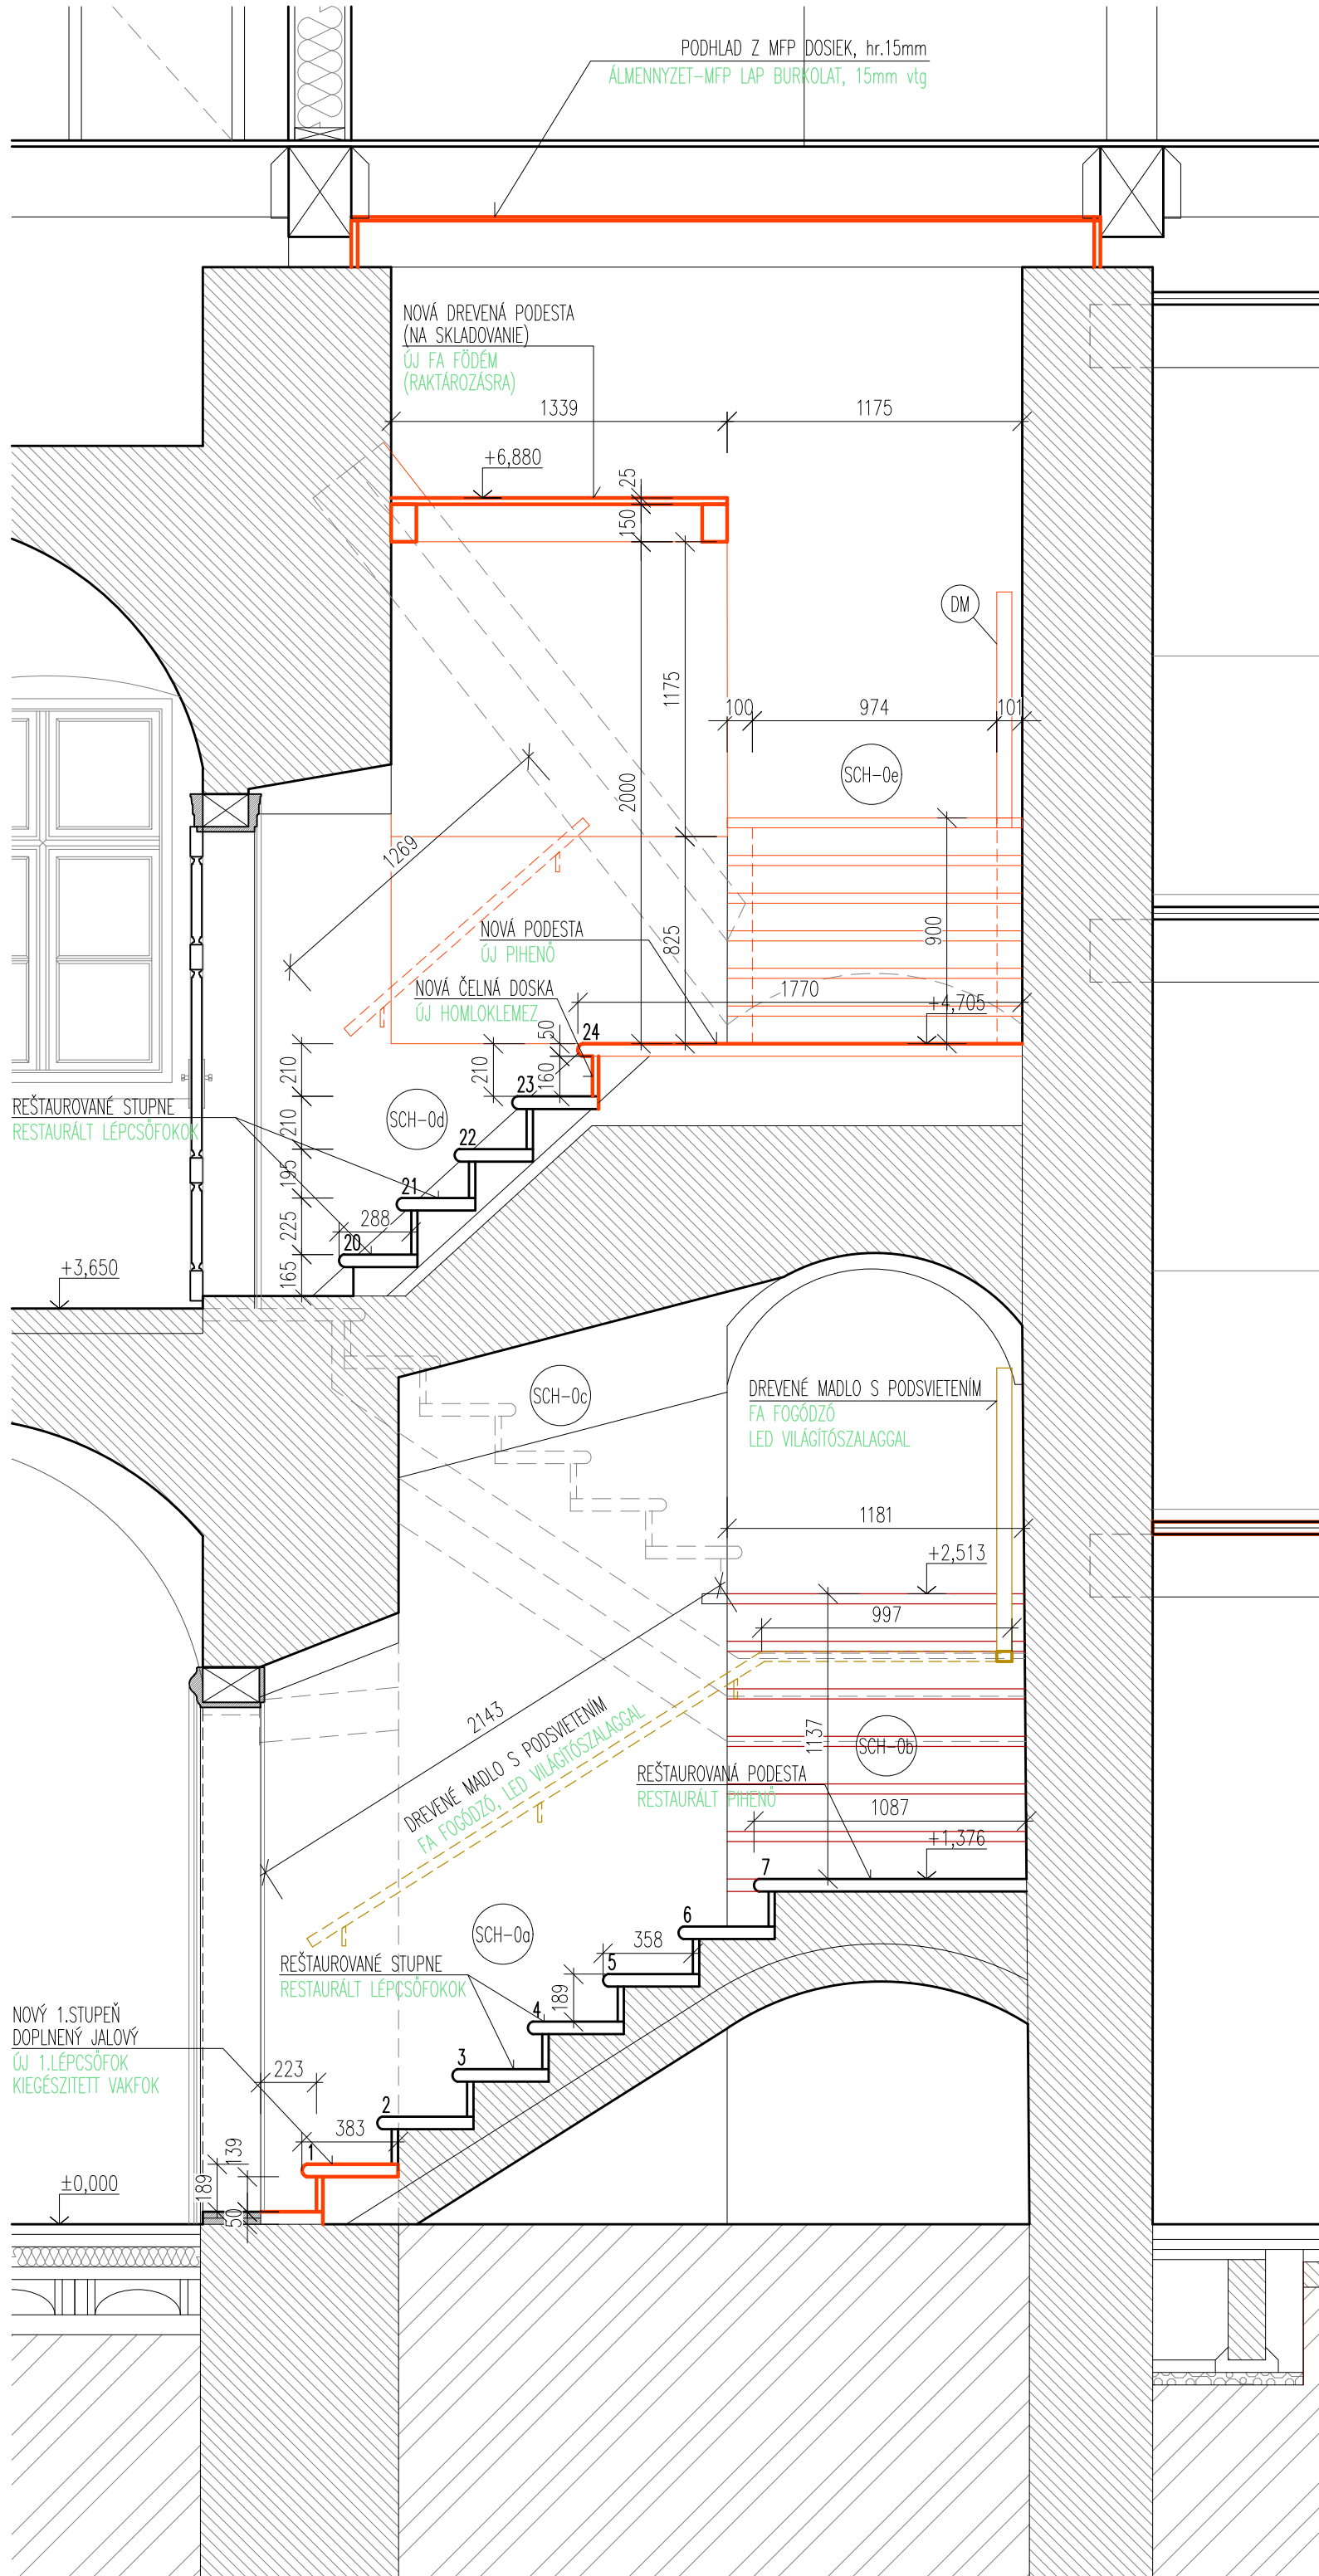 PODHLAD Z MFP DOSIEK, hr.15mm
ÁLMENNYZET-MFP LAP BURKOLAT, 15mm vtg
NOVÁ DREVENÁ PODESTA
(NA SKLADOVANIE)
ÚJ FA FÖDÉM
(RAKTÁROZÁSRA)
1339
1175
+6,880
25
150
DM
1175
2000
100
974
101
SCH-0e
1269
825
900
NOVÁ PODESTA
ÚJ PIHENŐ
NOVÁ ČELNÁ DOSKA
ÚJ HOMLOKLEMEZ
1770
+4,705
24
50
160
210
210
23
REŠTAUROVANÉ STUPNE
RESTAURÁLT LÉPCSŐFOKOK
SCH-0d
210
22
195
21
225
288
20
165
+3,650
SCH-0c
DREVENÉ MADLO S PODSVIETENÍM
FA FOGÓDZÓ
LED VILÁGÍTÓSZALAGGAL
1181
+2,513
997
2143
DREVENÉ MADLO S PODSVIETENÍM
FA FOGÓDZÓ, LED VILÁGÍTÓSZALAGGAL
1137
SCH-0b
REŠTAUROVANÁ PODESTA
RESTAURÁLT PIHENŐ
1087
+1,376
7
SCH-0a
6
358
5
REŠTAUROVANÉ STUPNE
RESTAURÁLT LÉPCSŐFOKOK
189
4
NOVÝ 1.STUPEŇ
DOPLNENÝ JALOVÝ
ÚJ 1.LÉPCSŐFOK
KIEGÉSZITETT VAKFOK
223
3
2
383
1
139
189
50
±0,000